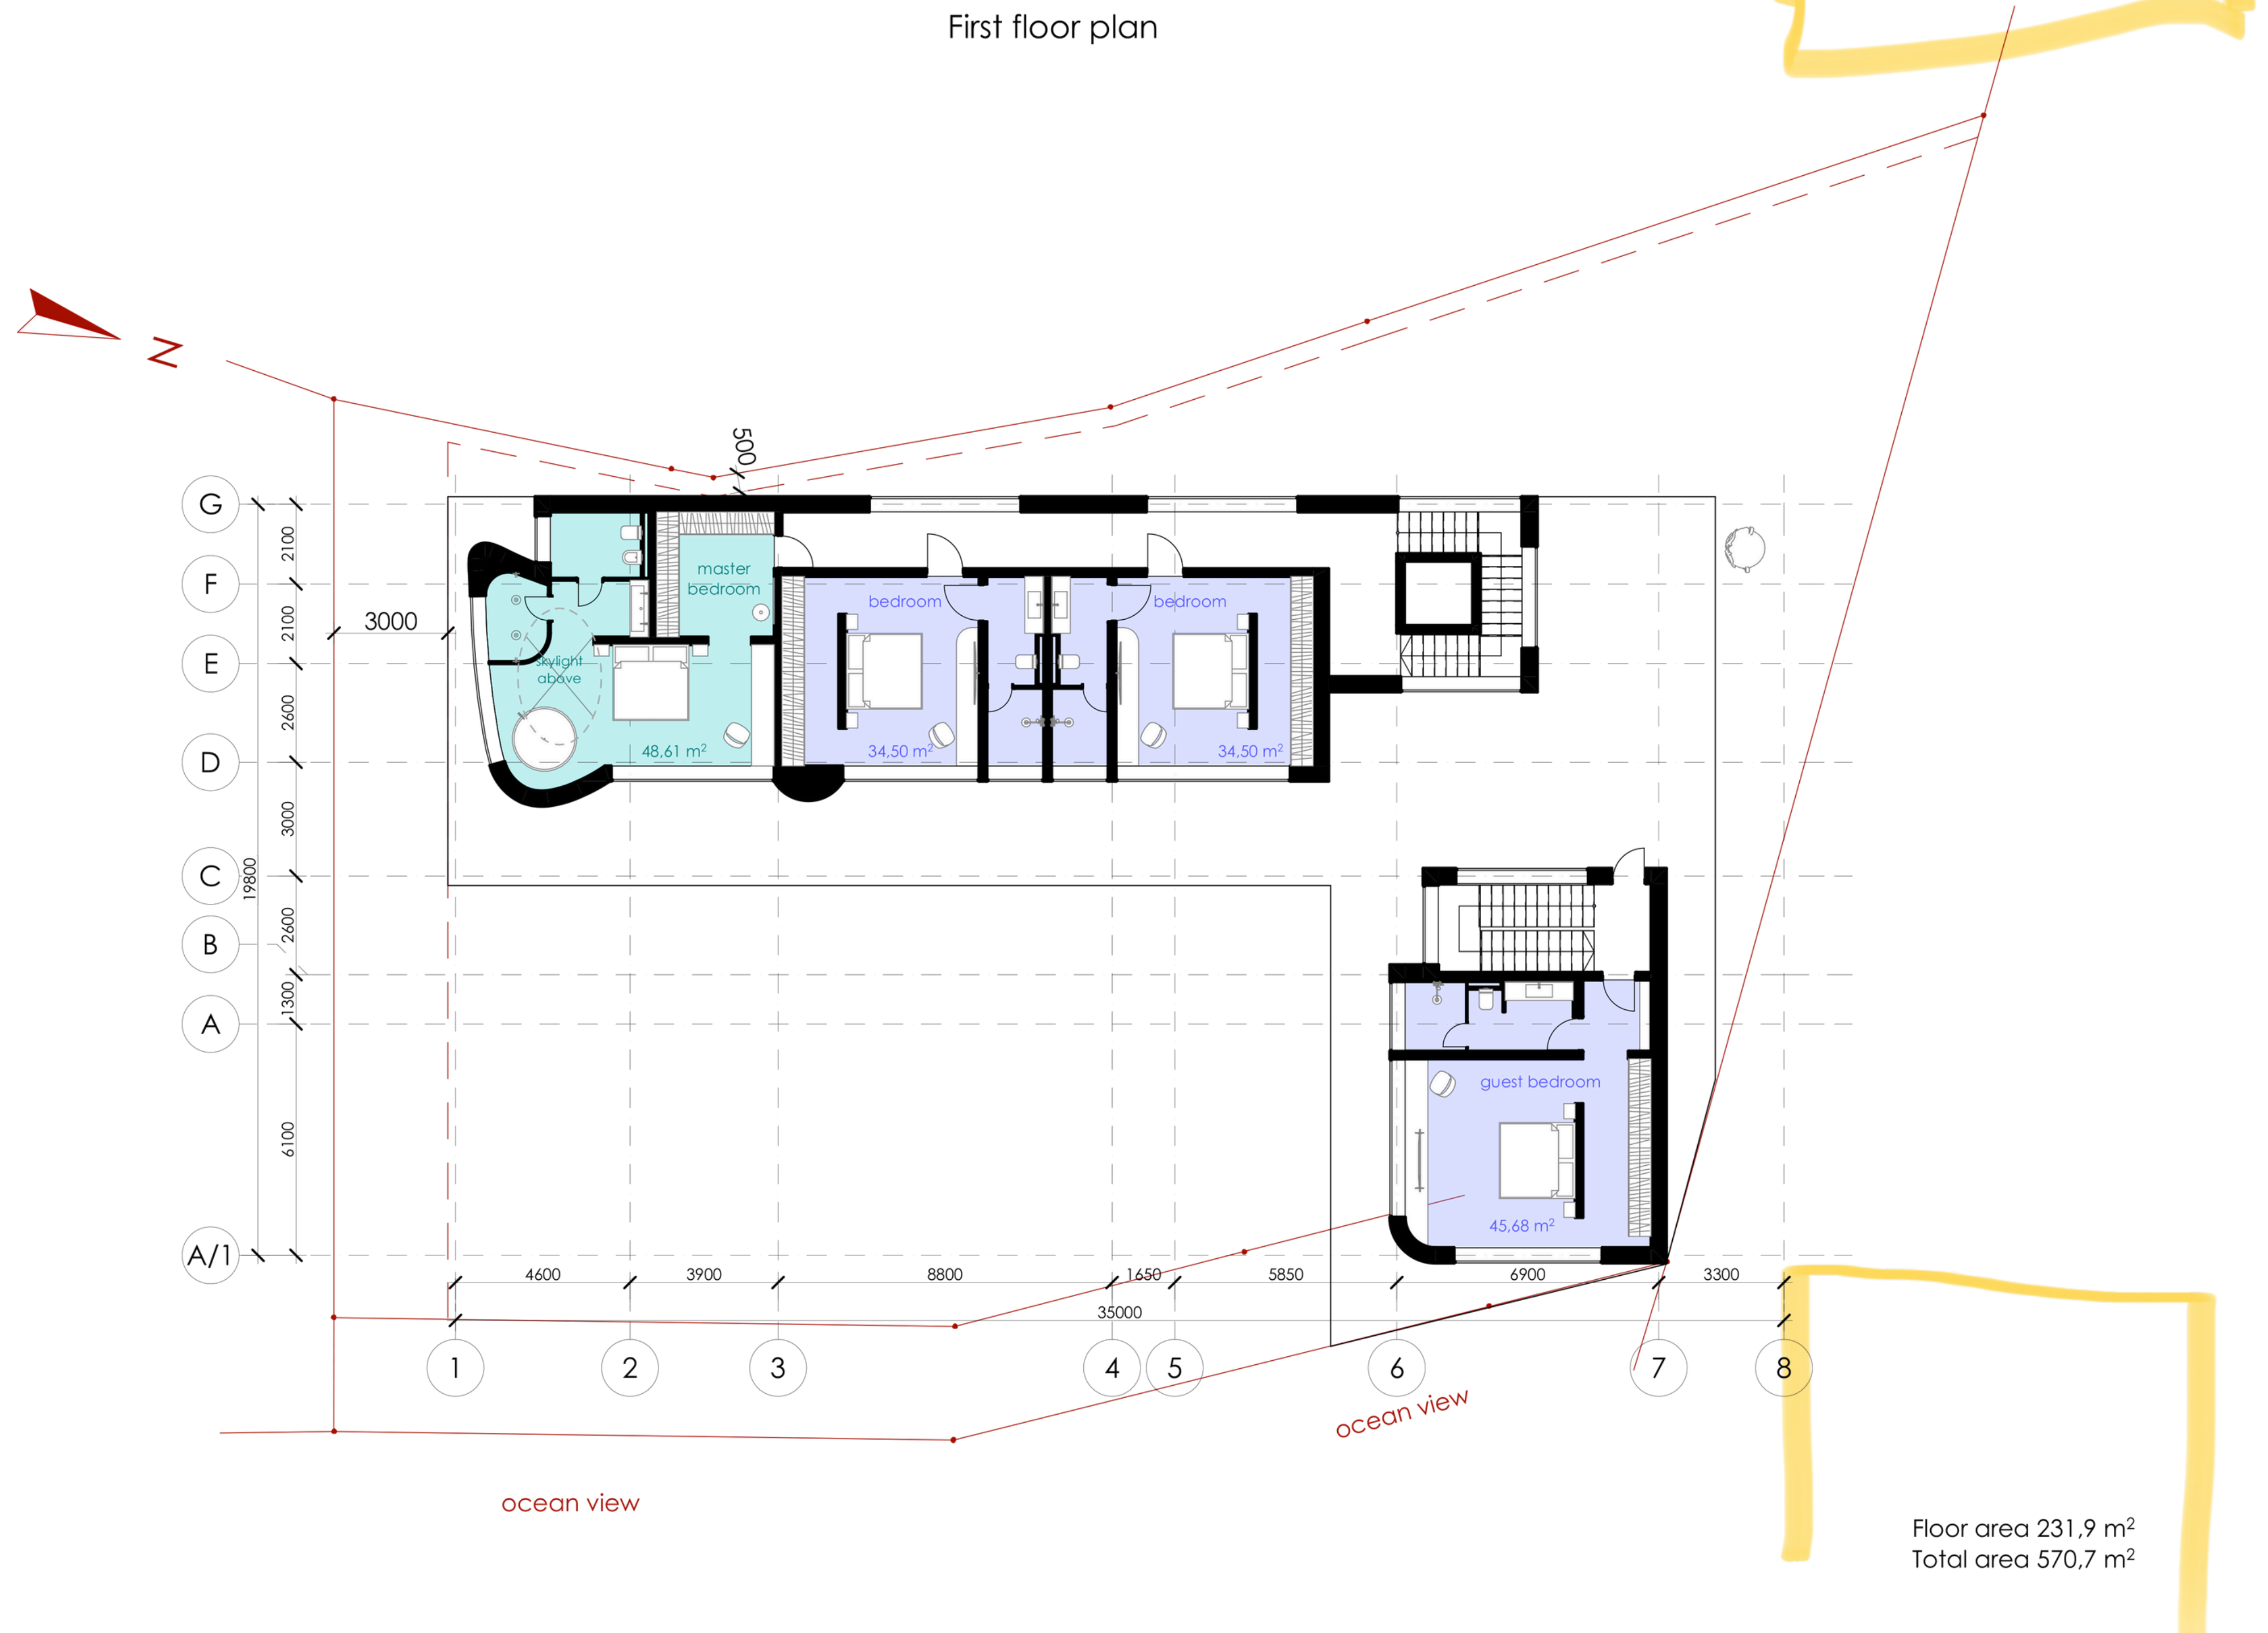 First floor plan
N
500
G
F
E
D
C
B
A
A/1
2100
2100
2600
3000
2600
1300
6100
19800
3000
master
bedroom
skylight
above
48,61 m²
bedroom
34,50 m²
bedroom
34,50 m²
guest bedroom
45,68 m²
4600
3900
8800
1650
5850
6900
3300
35000
1
2
3
4
5
6
7
8
ocean view
ocean view
Floor area 231,9 m²
Total area 570,7 m²